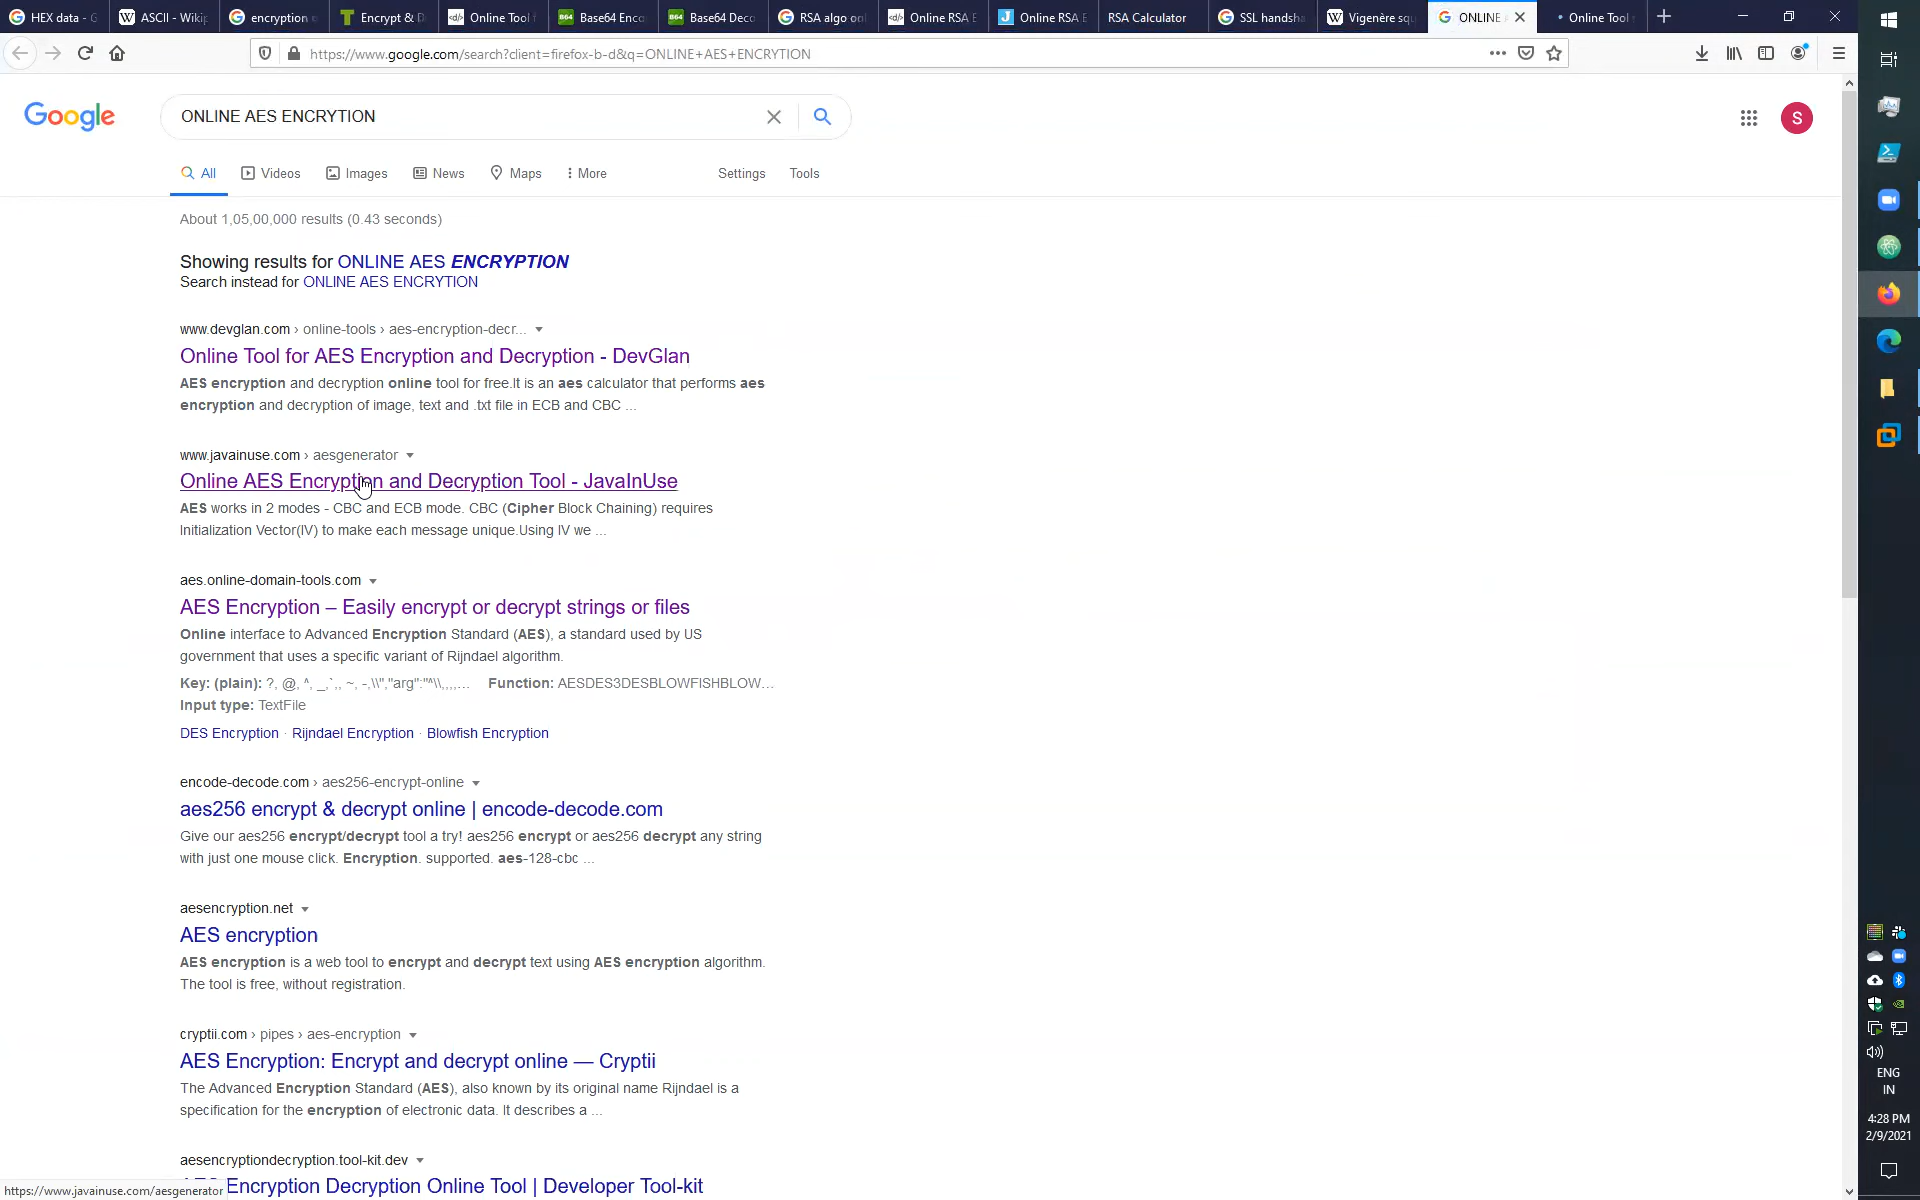 HEX data - G
ASCII - Wikip
encryption o
Encrypt & D
Online Tool f
Base64 Enco
Base64 Deco
RSA algo onl
Online RSA E
Online RSA E
RSA Calculator
SSL handsha
Vigenère squ
ONLINE A
Online Tool
https://www.google.com/search?client=firefox-b-d&q=ONLINE+AES+ENCRYTION
Google
ONLINE AES ENCRYTION
S
All
Videos
Images
News
Maps
More
Settings
Tools
About 1,05,00,000 results (0.43 seconds)
Showing results for ONLINE AES ENCRYPTION
Search instead for ONLINE AES ENCRYTION
www.devglan.com › online-tools › aes-encryption-decr...
Online Tool for AES Encryption and Decryption - DevGlan
AES encryption and decryption online tool for free.It is an aes calculator that performs aes
encryption and decryption of image, text and .txt file in ECB and CBC ...
www.javainuse.com › aesgenerator
Online AES Encryption and Decryption Tool - JavaInUse
AES works in 2 modes - CBC and ECB mode. CBC (Cipher Block Chaining) requires
Initialization Vector(IV) to make each message unique.Using IV we ...
aes.online-domain-tools.com
AES Encryption – Easily encrypt or decrypt strings or files
Online interface to Advanced Encryption Standard (AES), a standard used by US
government that uses a specific variant of Rijndael algorithm.
Key: (plain): ?, @, ^, _,`,, ~, -,\\","arg":"^\\,,,,... Function: AESDES3DESBLOWFISHBLOW...
Input type: TextFile
DES Encryption · Rijndael Encryption · Blowfish Encryption
encode-decode.com › aes256-encrypt-online
aes256 encrypt & decrypt online | encode-decode.com
Give our aes256 encrypt/decrypt tool a try! aes256 encrypt or aes256 decrypt any string
with just one mouse click. Encryption. supported. aes-128-cbc ...
aesencryption.net
AES encryption
AES encryption is a web tool to encrypt and decrypt text using AES encryption algorithm.
The tool is free, without registration.
cryptii.com › pipes › aes-encryption
AES Encryption: Encrypt and decrypt online — Cryptii
The Advanced Encryption Standard (AES), also known by its original name Rijndael is a
specification for the encryption of electronic data. It describes a ...
aesencryptiondecryption.tool-kit.dev
Encryption Decryption Online Tool | Developer Tool-kit
https://www.javainuse.com/aesgenerator
ENG
IN
4:28 PM
2/9/2021